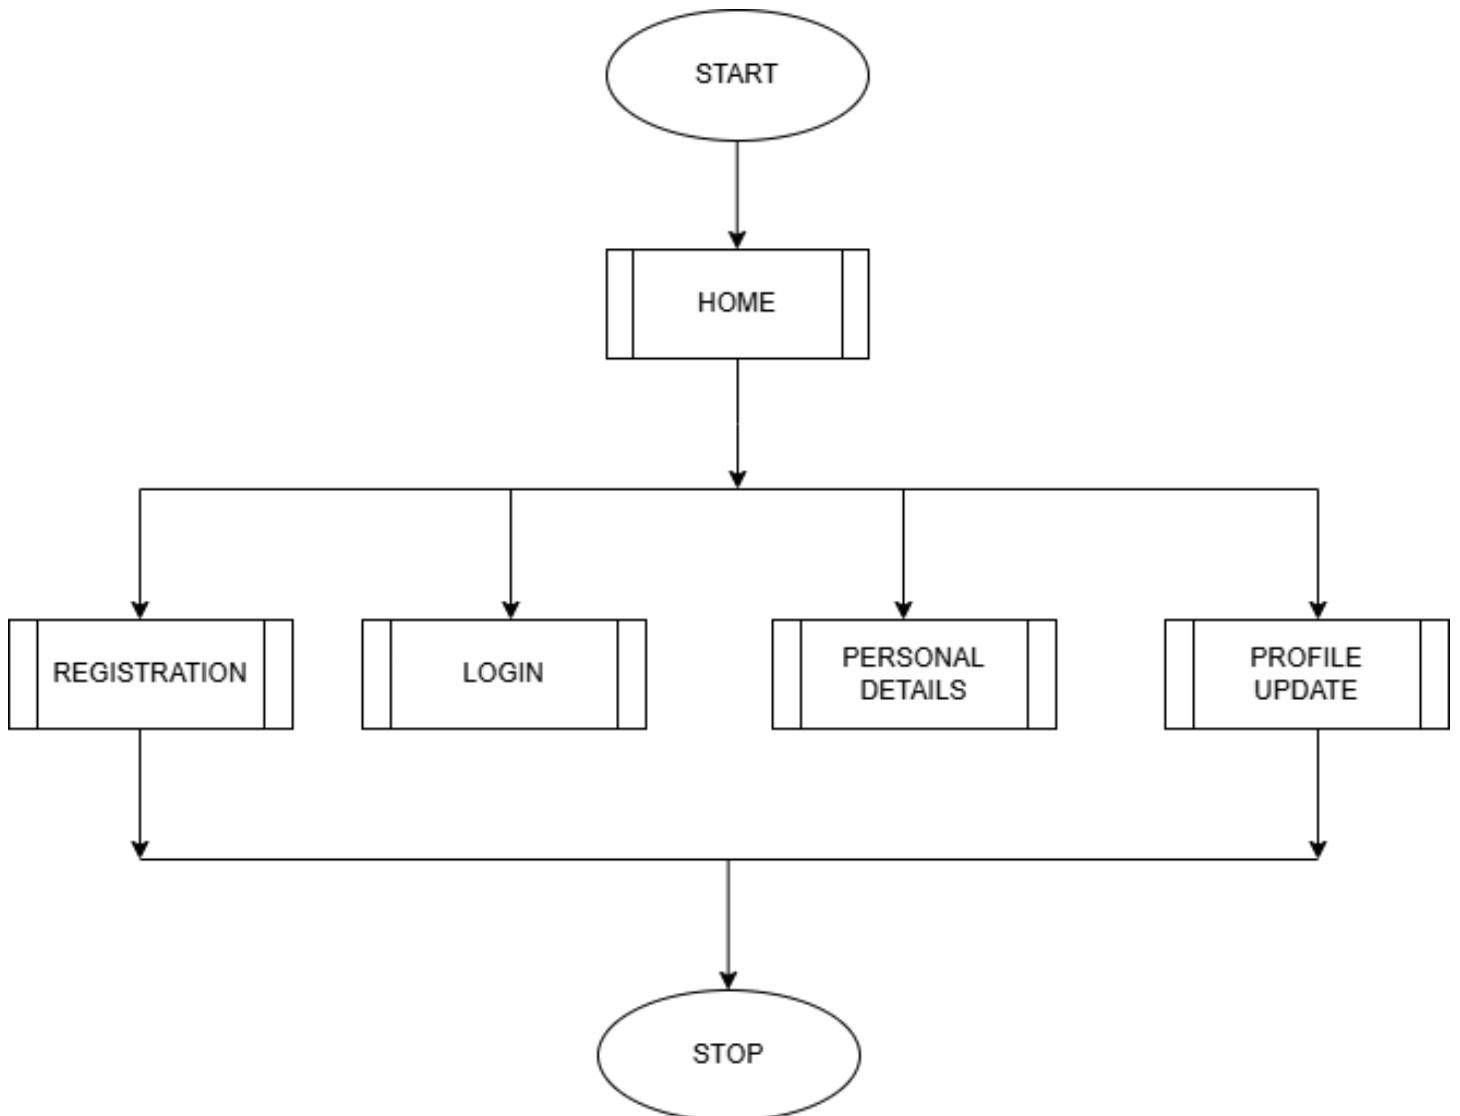 START
HOME
REGISTRATION
LOGIN
PERSONAL
DETAILS
PROFILE
UPDATE
STOP